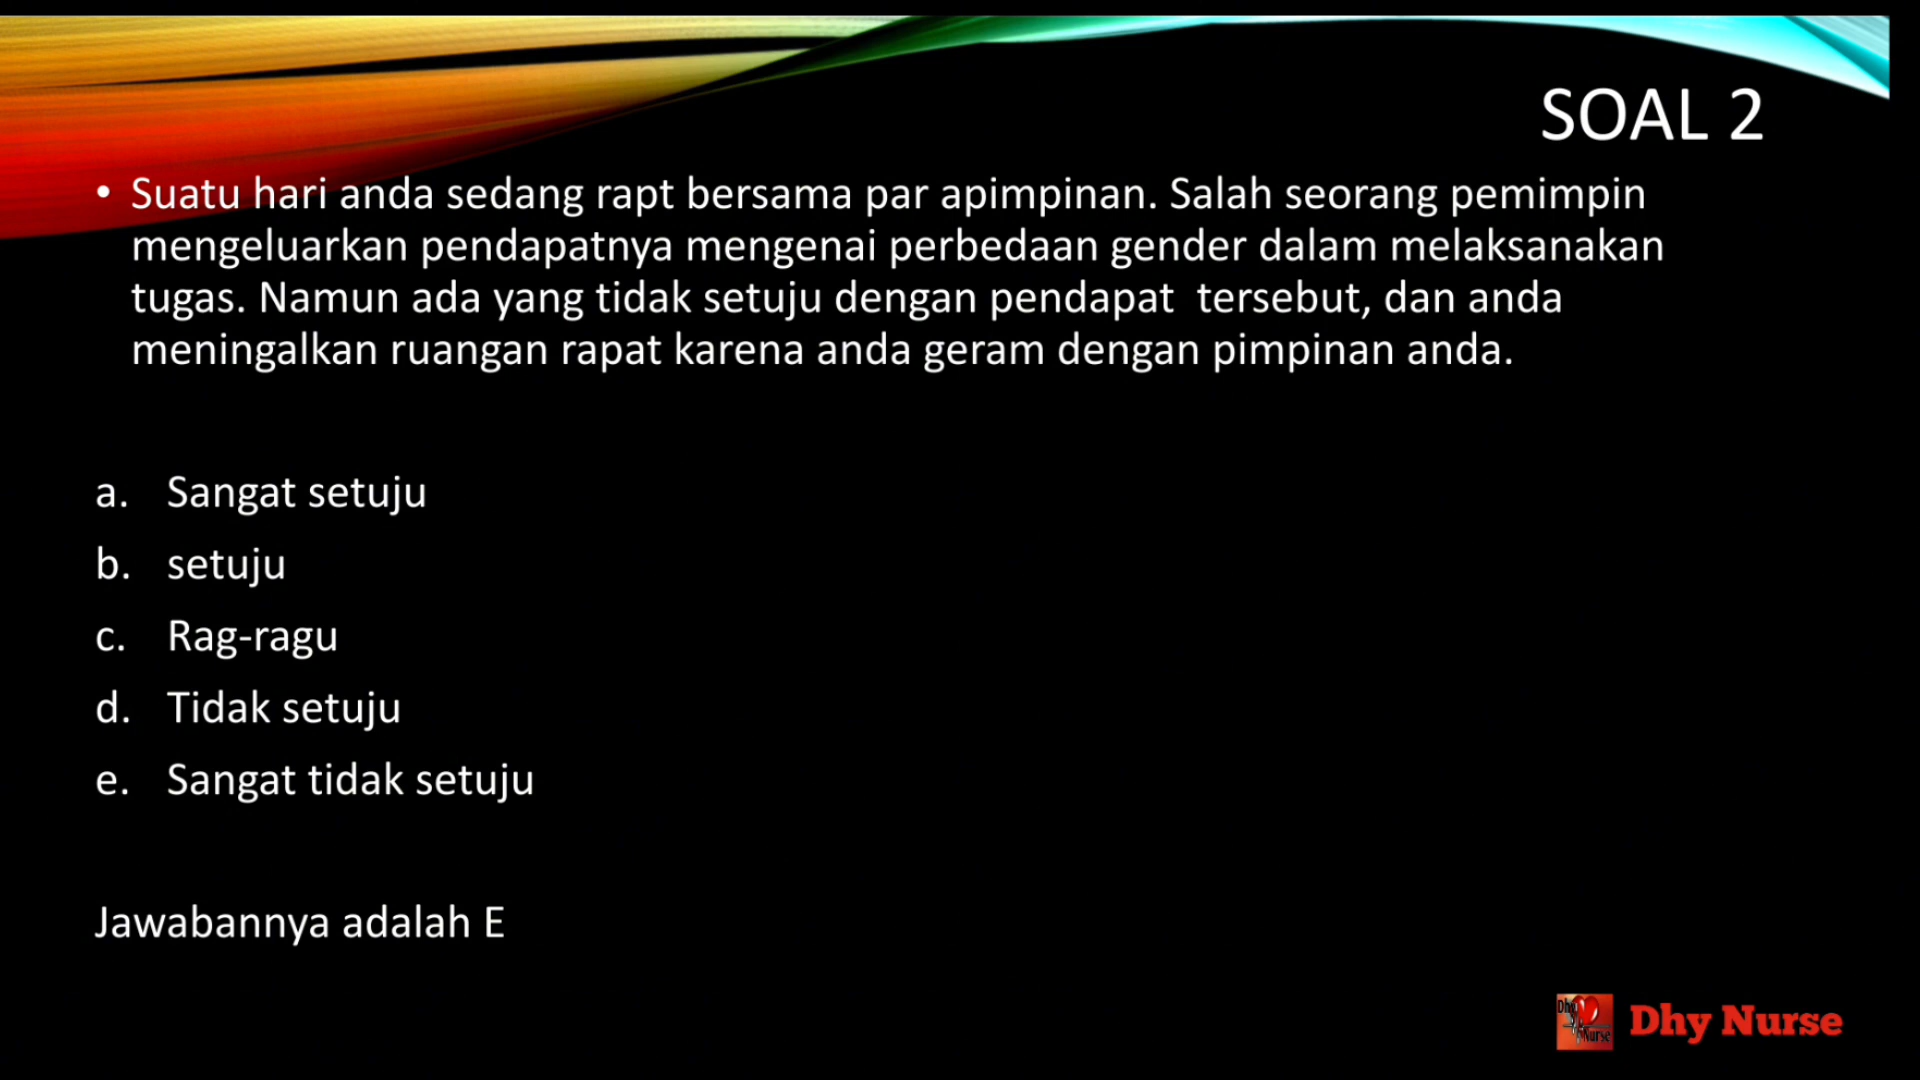 SOAL 2
• Suatu hari anda sedang rapt bersama par apimpinan. Salah seorang pemimpin
mengeluarkan pendapatnya mengenai perbedaan gender dalam melaksanakan
tugas. Namun ada yang tidak setuju dengan pendapat tersebut, dan anda
meningalkan ruangan rapat karena anda geram dengan pimpinan anda.
a. Sangat setuju
b. setuju
c. Rag-ragu
d. Tidak setuju
e. Sangat tidak setuju
Jawabannya adalah E
Dhy
Nurse
Dhy Nurse